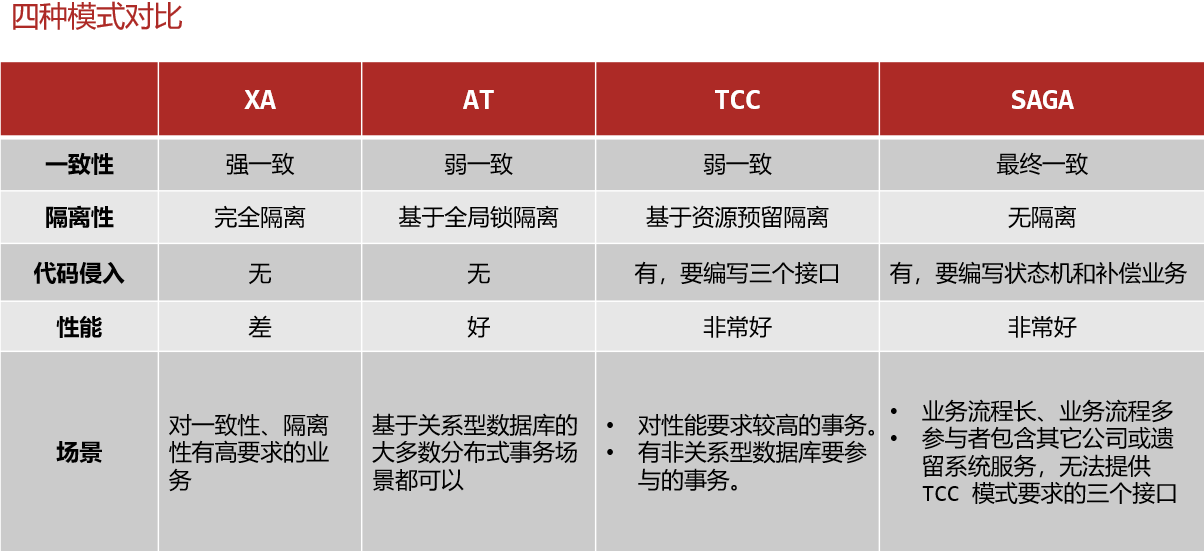 四种模式对比
XA AT TCC SAGA
一致性 强一致 弱一致 弱一致 最终一致
隔离性 完全隔离 基于全局锁隔离 基于资源预留隔离 无隔离
代码侵入 无 无 有，要编写三个接口 有，要编写状态机和补偿业务
性能 差 好 非常好 非常好
场景
对一致性、隔离
性有高要求的业
务
基于关系型数据库的
大多数分布式事务场
景都可以
• 对性能要求较高的事务。
• 有非关系型数据库要参
与的事务。
• 业务流程长、业务流程多
• 参与者包含其它公司或遗
留系统服务，无法提供
TCC 模式要求的三个接口